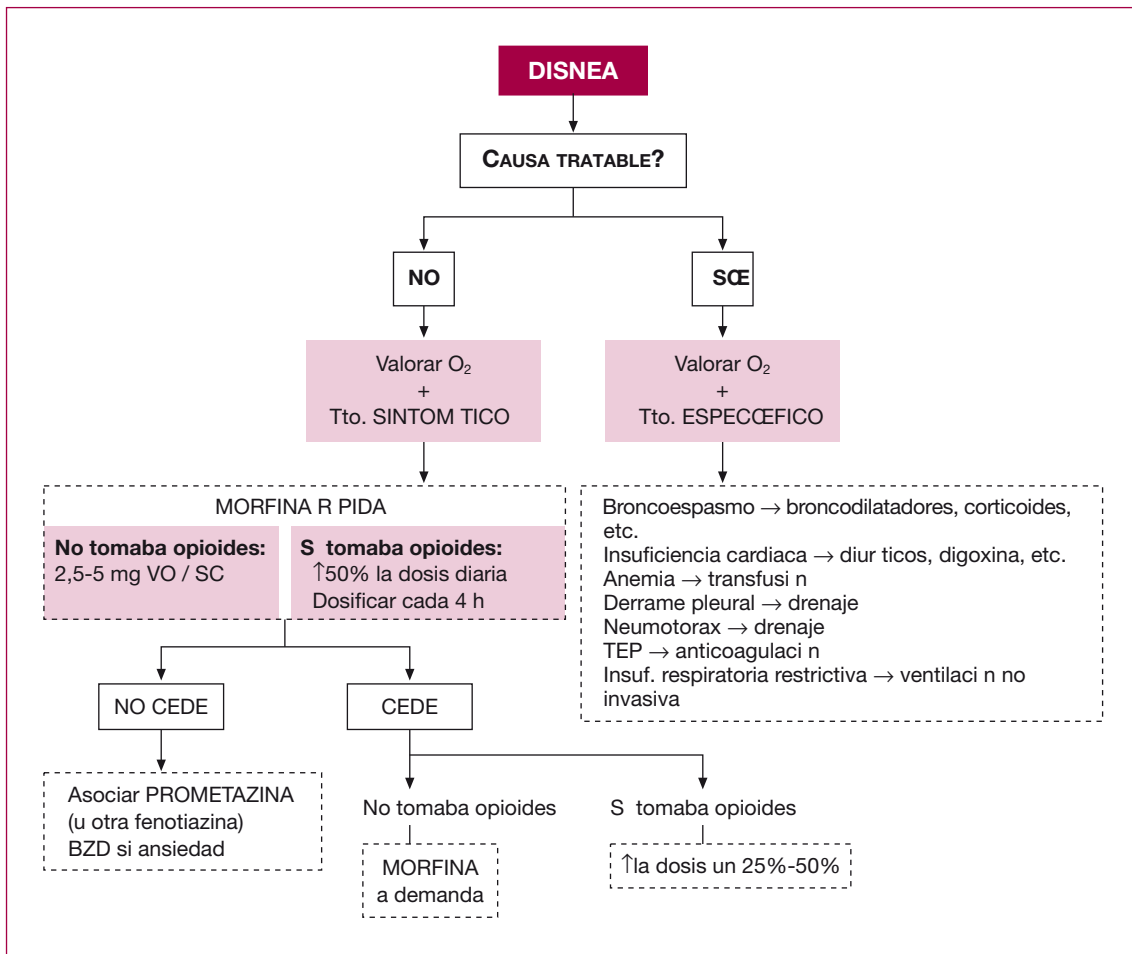 DISNEA
CAUSA TRATABLE?
NO
SŒ
Valorar O₂
+
Tto. SINTOM TICO
Valorar O₂
+
Tto. ESPECŒFICO
MORFINA R PIDA
No tomaba opioides:
2,5-5 mg VO / SC
S tomaba opioides:
↑50% la dosis diaria
Dosificar cada 4 h
Broncoespasmo → broncodilatadores, corticoides,
etc.
Insuficiencia cardiaca → diur ticos, digoxina, etc.
Anemia → transfusi n
Derrame pleural → drenaje
Neumotorax → drenaje
TEP → anticoagulaci n
Insuf. respiratoria restrictiva → ventilaci n no
invasiva
NO CEDE
CEDE
Asociar PROMETAZINA
(u otra fenotiazina)
BZD si ansiedad
No tomaba opioides
S tomaba opioides
MORFINA
a demanda
↑la dosis un 25%-50%